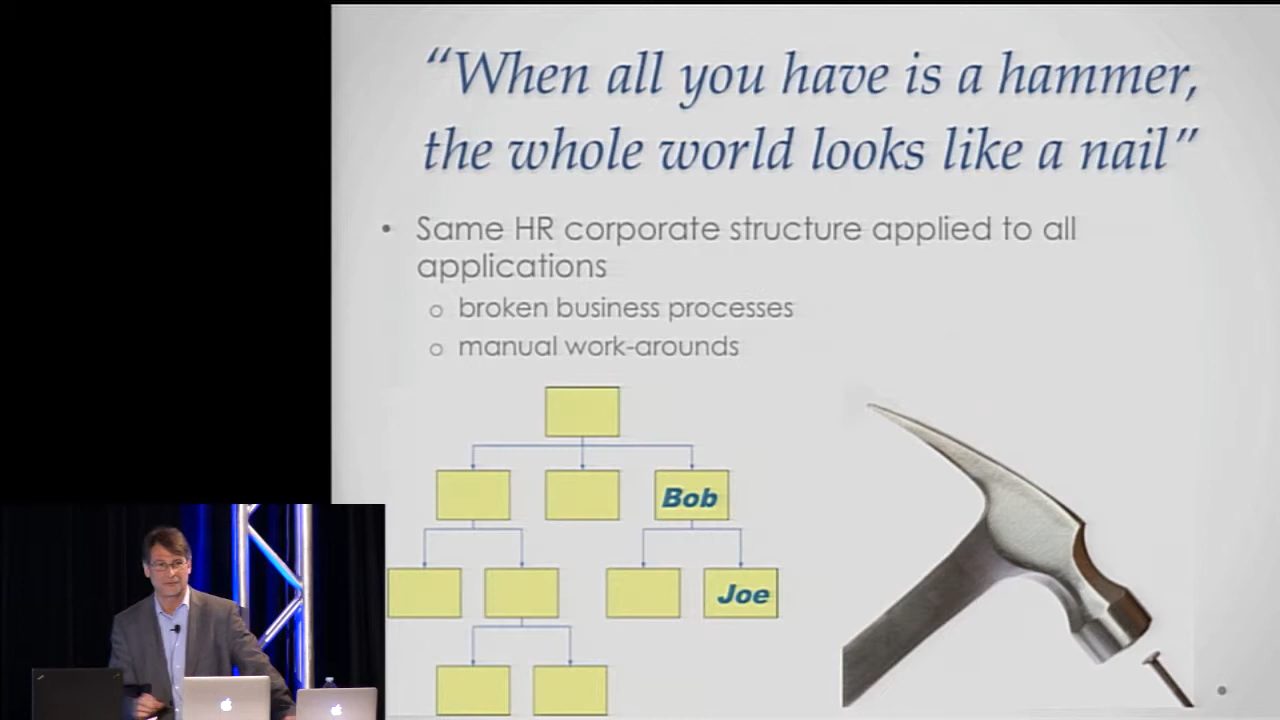 “When all you have is a hammer,
the whole world looks like a nail”
• Same HR corporate structure applied to all
applications
o broken business processes
o manual work-arounds
Bob
Joe